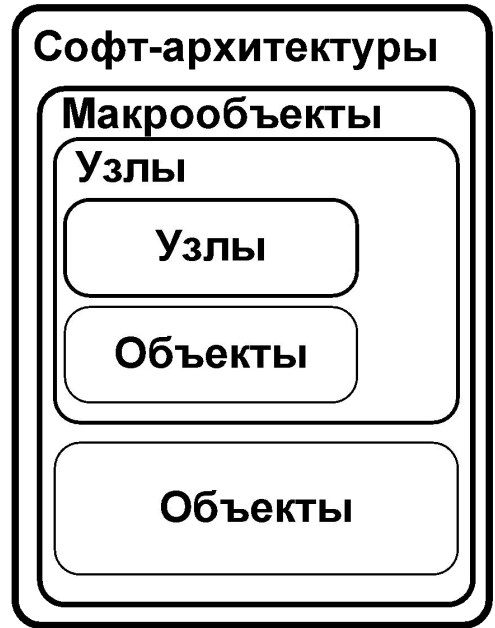 Софт-архитектуры
Макрообъекты
Узлы
Узлы
Объекты
Объекты